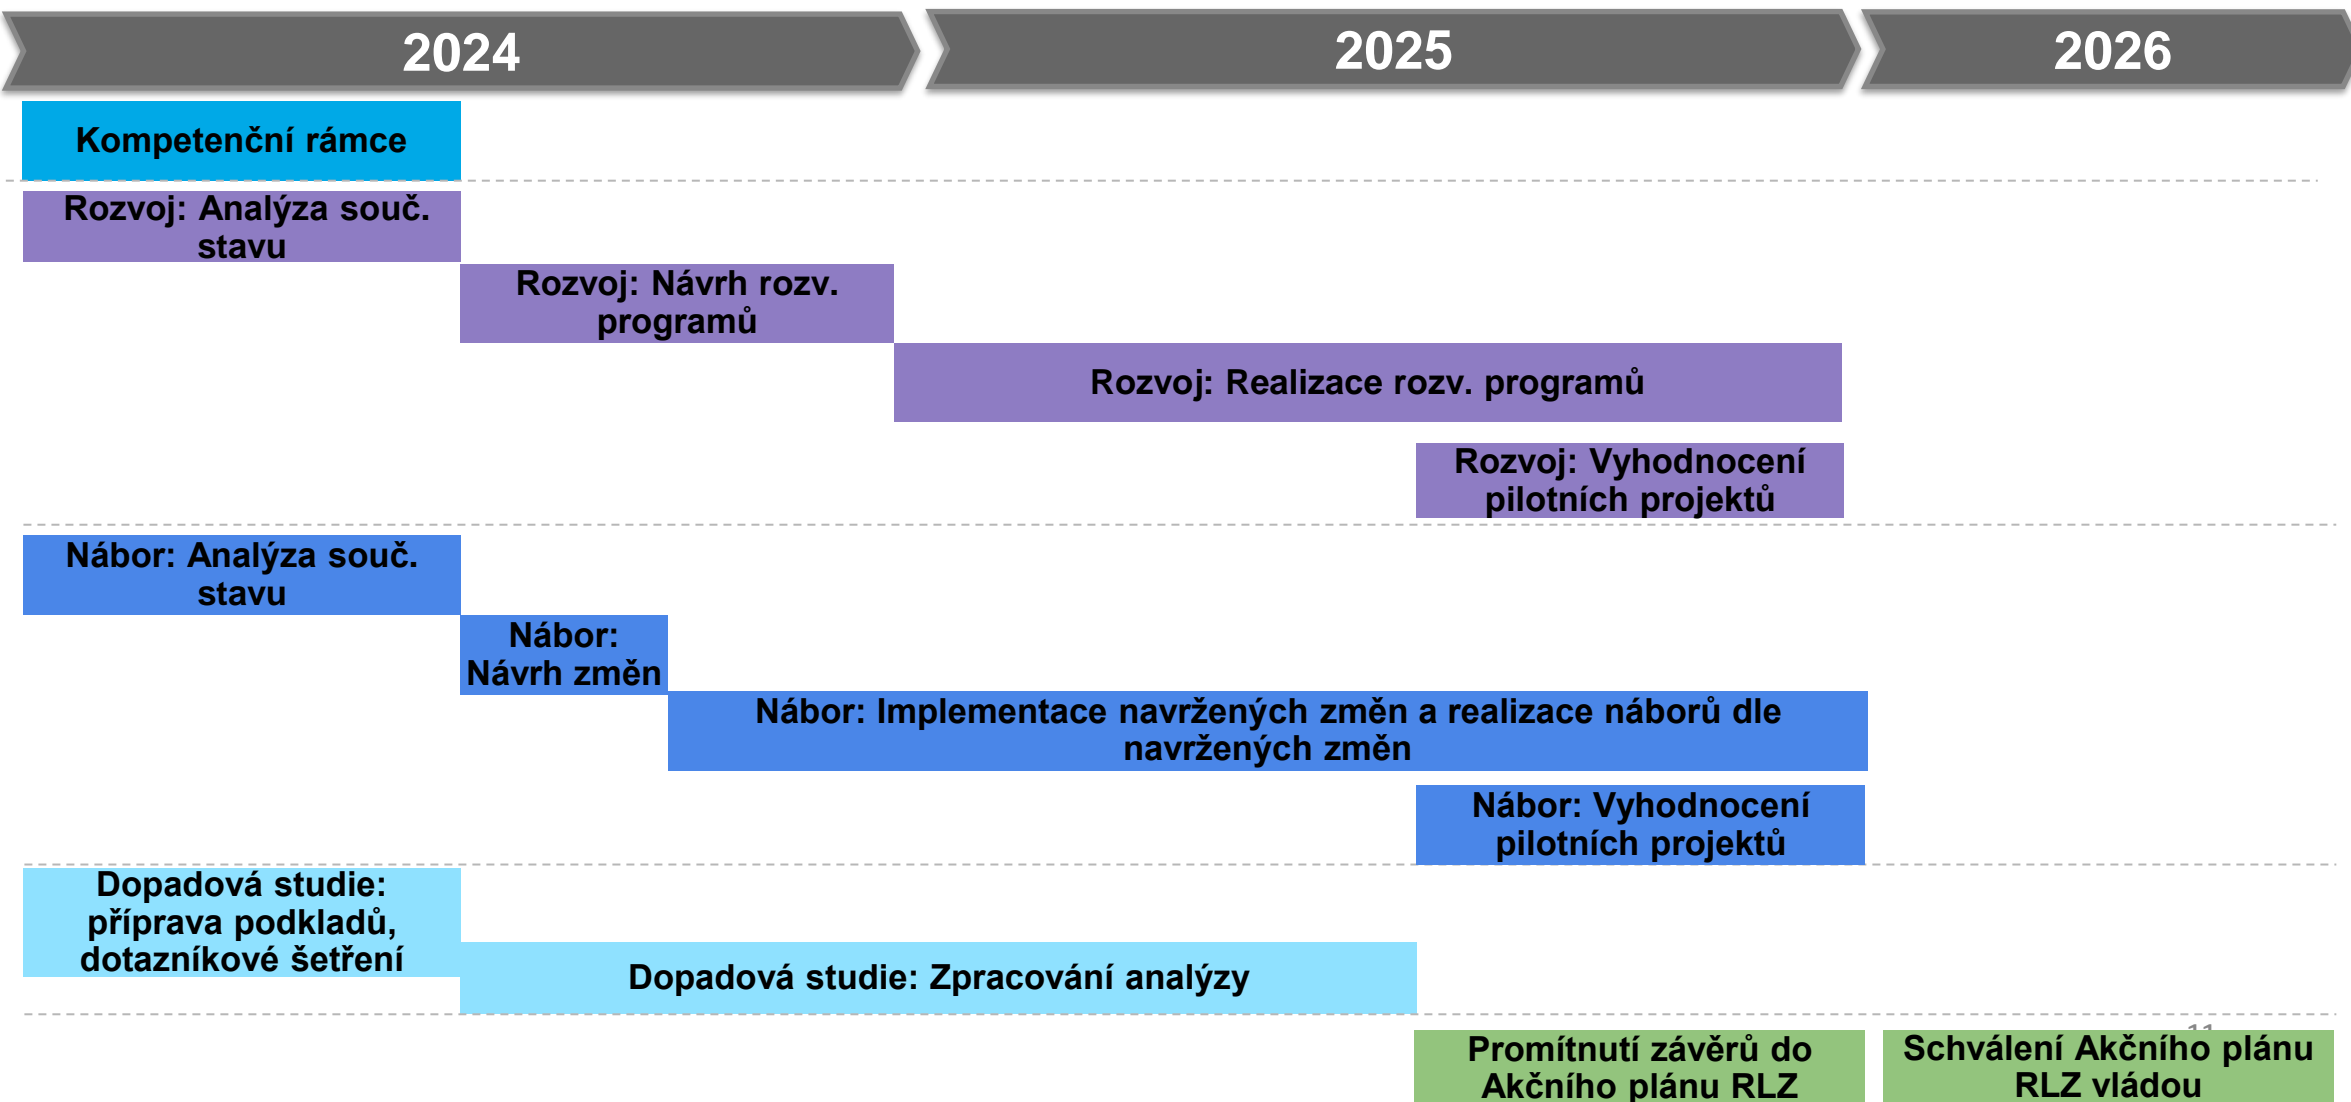 2024
2025
2026
Kompetenční rámce
Rozvoj: Analýza souč.
stavu
Rozvoj: Návrh rozv.
programů
Rozvoj: Realizace rozv. programů
Rozvoj: Vyhodnocení
pilotních projektů
Nábor: Analýza souč.
stavu
Nábor:
Návrh změn
Nábor: Implementace navržených změn a realizace náborů dle
navržených změn
Nábor: Vyhodnocení
pilotních projektů
Dopadová studie:
příprava podkladů,
dotazníkové šetření
Dopadová studie: Zpracování analýzy
Promítnutí závěrů do
Akčního plánu RLZ
Schválení Akčního plánu
RLZ vládou